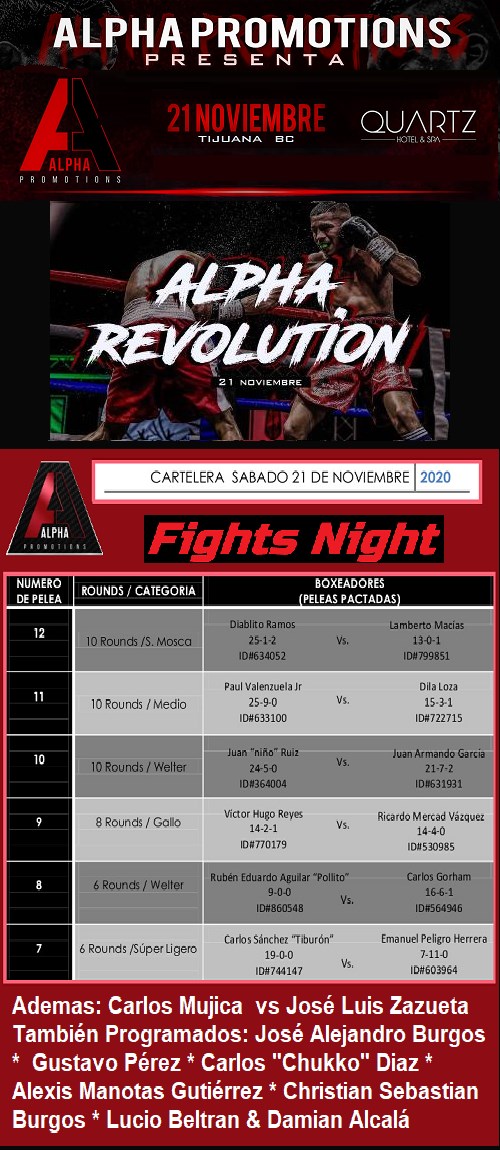 ALPHA PROMOTIONS
PRESENTA
ALPHA
PROMOTIONS
21 NOVIEMBRE
TIJUANA BC
QUARTZ
HOTEL & SPA
ALPHA
REVOLUTION
21 NOVIEMBRE
ALPHA
PROMOTIONS
CARTELERA SABADO 21 DE NOVIEMBRE 2020
Fights Night
NUMERO DE PELEA
ROUNDS / CATEGORIA
BOXEADORES
(PELEAS PACTADAS)
12
10 Rounds /S. Mosca
Diablito Ramos
25-1-2
ID#634052
Vs.
Lamberto Macias
13-0-1
ID#799851
11
10 Rounds / Medio
Paul Valenzuela Jr
25-9-0
ID#633100
Vs.
Dila Loza
15-3-1
ID#722715
10
10 Rounds / Welter
Juan "niño" Ruiz
24-5-0
ID#364004
Vs.
Juan Armando Garcia
21-7-2
ID#631931
9
8 Rounds / Gallo
Víctor Hugo Reyes
14-2-1
ID#770179
Vs.
Ricardo Mercad Vázquez
14-4-0
ID#530985
8
6 Rounds / Welter
Rubén Eduardo Aguilar "Pollito"
9-0-0
ID#860548
Vs.
Carlos Gorham
16-6-1
ID#564946
7
6 Rounds /Súper Ligero
Carlos Sánchez "Tiburón"
19-0-0
ID#744147
Vs.
Emanuel Peligro Herrera
7-11-0
ID#603964
Ademas: Carlos Mujica vs José Luis Zazueta
También Programados: José Alejandro Burgos
* Gustavo Pérez * Carlos "Chukko" Diaz *
Alexis Manotas Gutiérrez * Christian Sebastian
Burgos * Lucio Beltran & Damian Alcalá